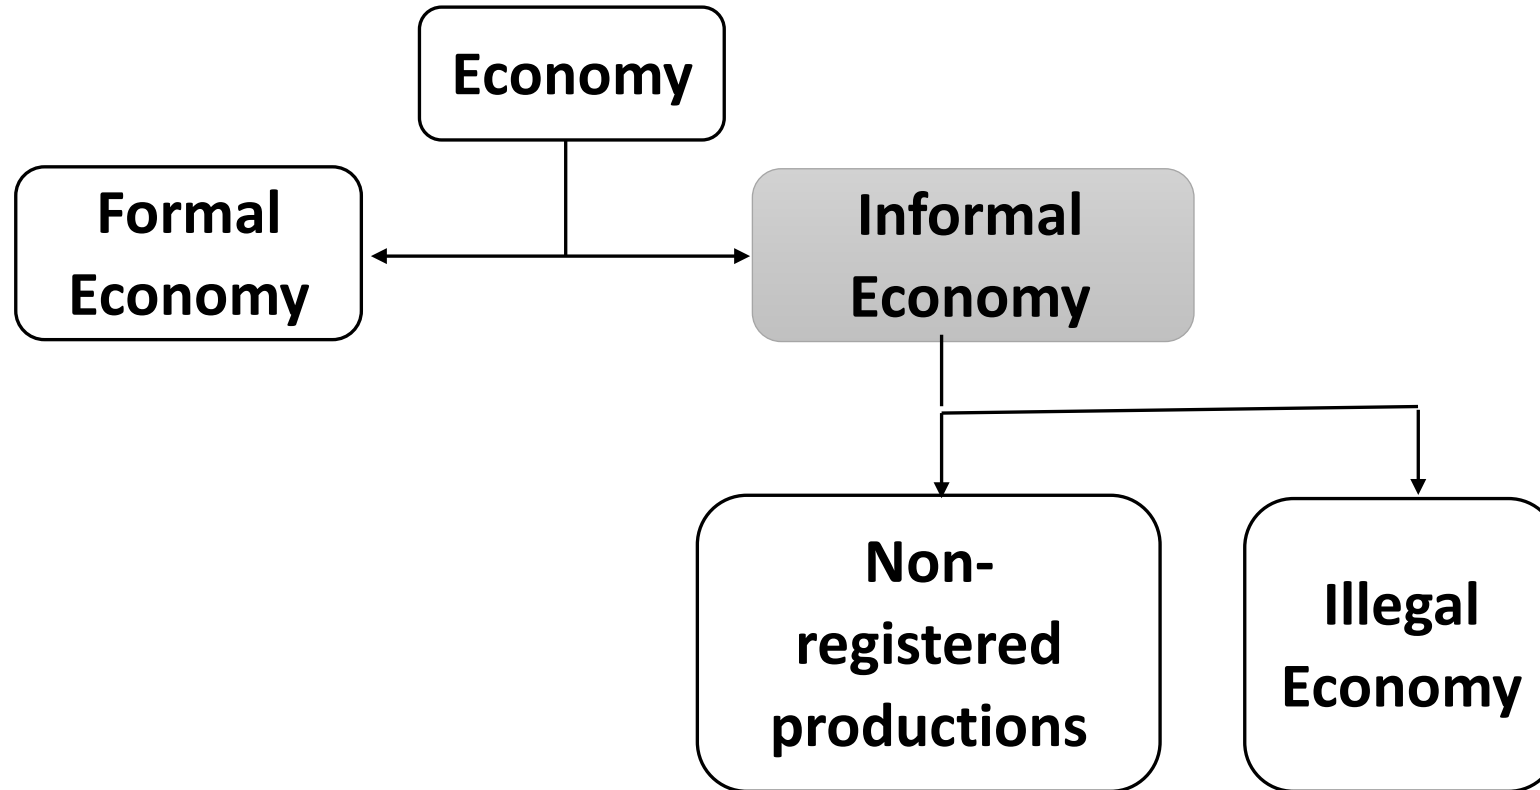 Economy
Formal
Economy
Informal
Economy
Non-
registered
productions
Illegal
Economy